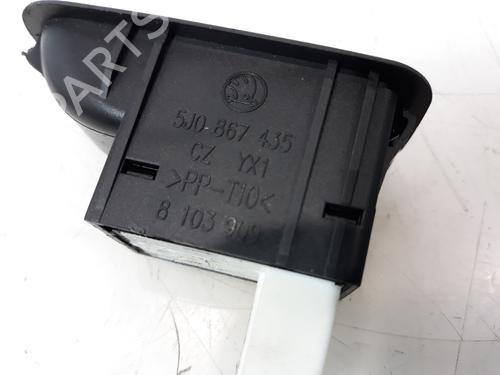 5J0 867 435
CZ YX1
>PP-T10<
8 103 909
B-PARTS